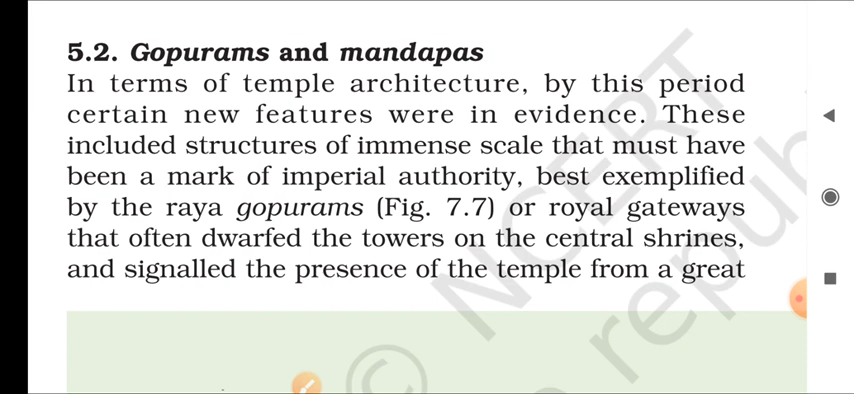 5.2. Gopurams and mandapas
In terms of temple architecture, by this period
certain new features were in evidence. These
included structures of immense scale that must have
been a mark of imperial authority, best exemplified
by the raya gopurams (Fig. 7.7) or royal gateways
that often dwarfed the towers on the central shrines,
and signalled the presence of the temple from a great
© NCERT